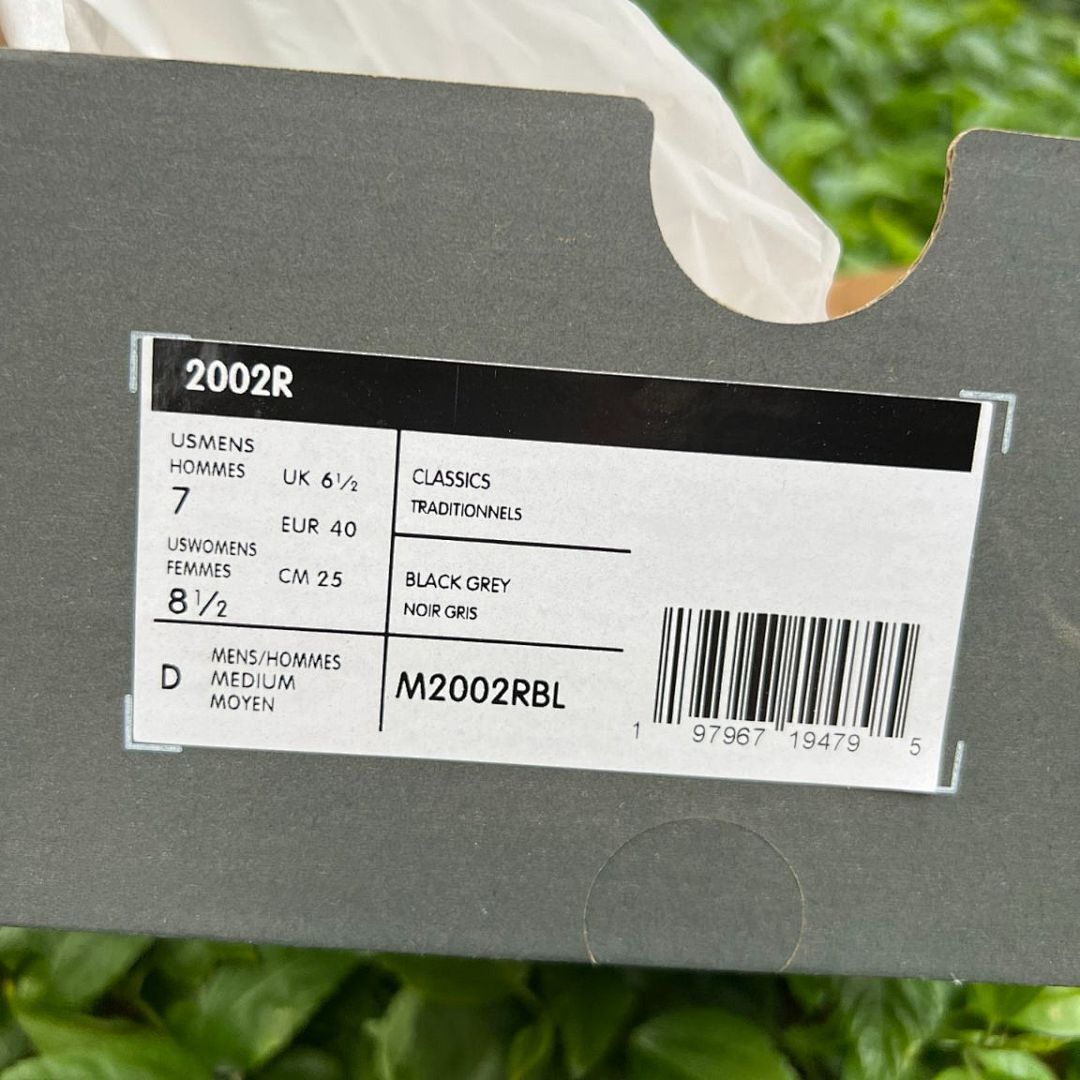 2002R
USMENS
HOMMES
7
UK 6½
EUR 40
USWOMENS
FEMMES
8½
CM 25
CLASSICS
TRADITIONNELS
BLACK GREY
NOIR GRIS
D
MENS/HOMMES
MEDIUM
MOYEN
M2002RBL
1 97967 19479 5